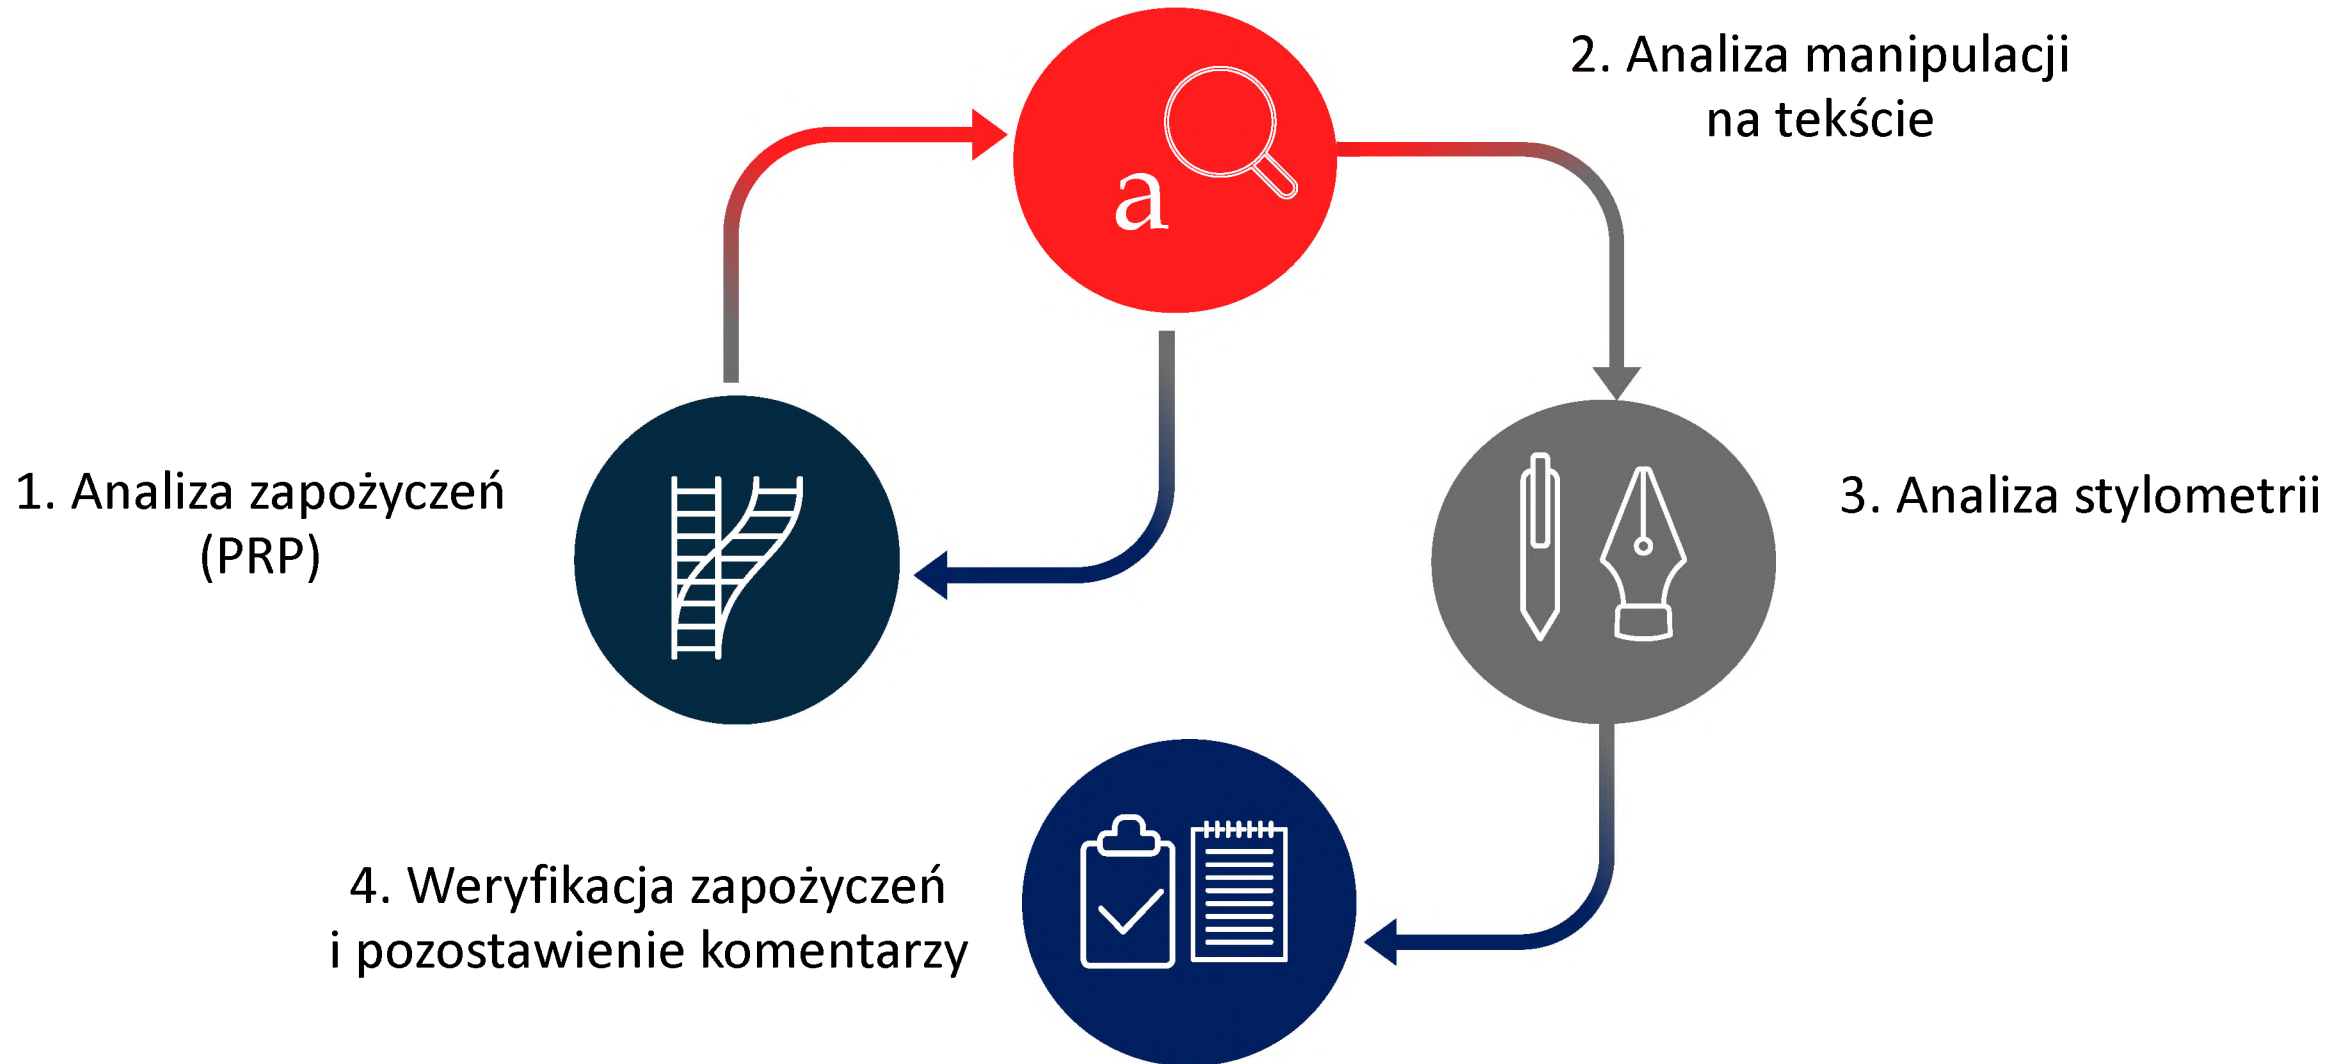 1. Analiza zapożyczeń
(PRP)
a
2. Analiza manipulacji
na tekście
3. Analiza stylometrii
4. Weryfikacja zapożyczeń
i pozostawienie komentarzy